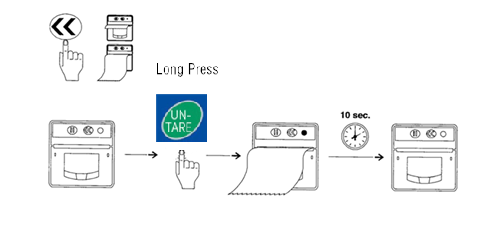 Long Press
UN-
TARE
10 sec.